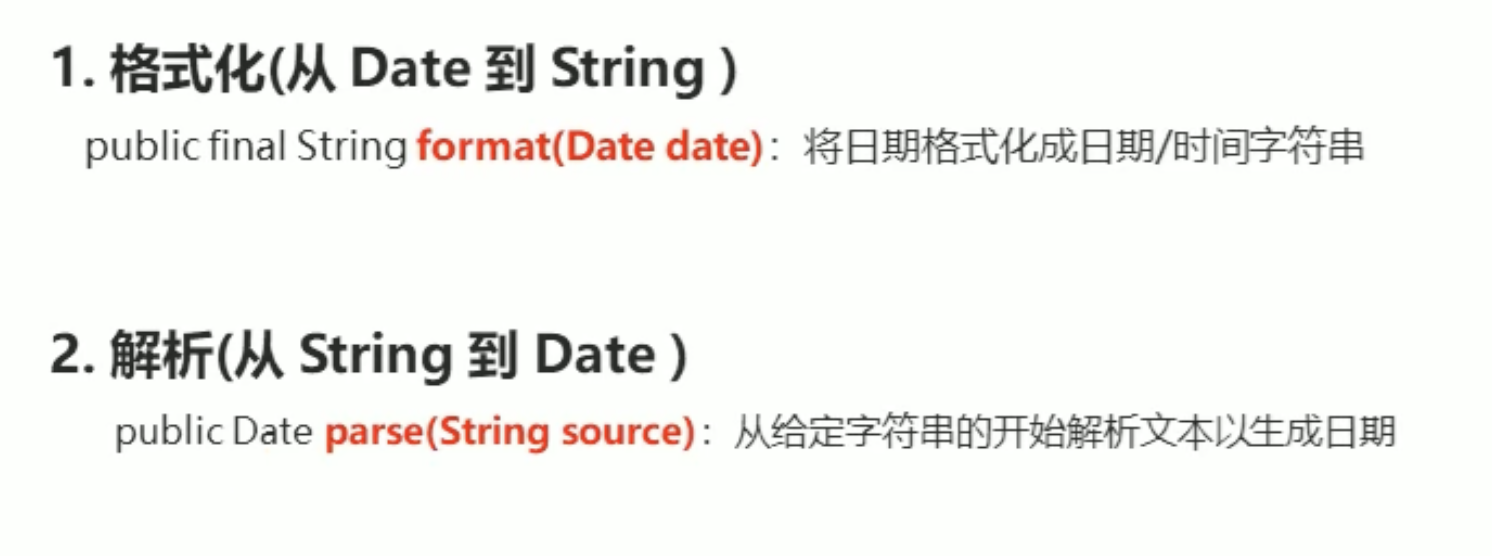 1. 格式化(从 Date 到 String )
public final String format(Date date)：将日期格式化成日期/时间字符串
2. 解析(从 String 到 Date )
public Date parse(String source)：从给定字符串的开始解析文本以生成日期